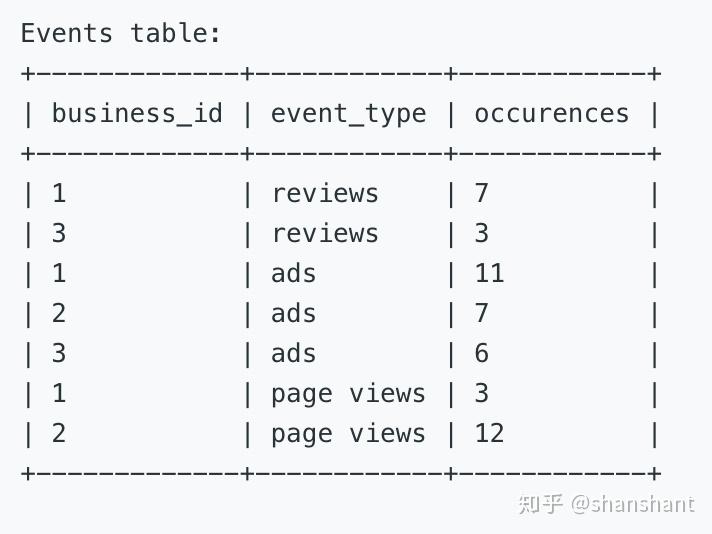 Events table:
+-------------+------------+------------+
| business_id | event_type | occurences |
+-------------+------------+------------+
| 1           | reviews    | 7          |
| 3           | reviews    | 3          |
| 1           | ads        | 11         |
| 2           | ads        | 7          |
| 3           | ads        | 6          |
| 1           | page views | 3          |
| 2           | page views | 12         |
+-------------+------------+------------+
知乎 @shanshant